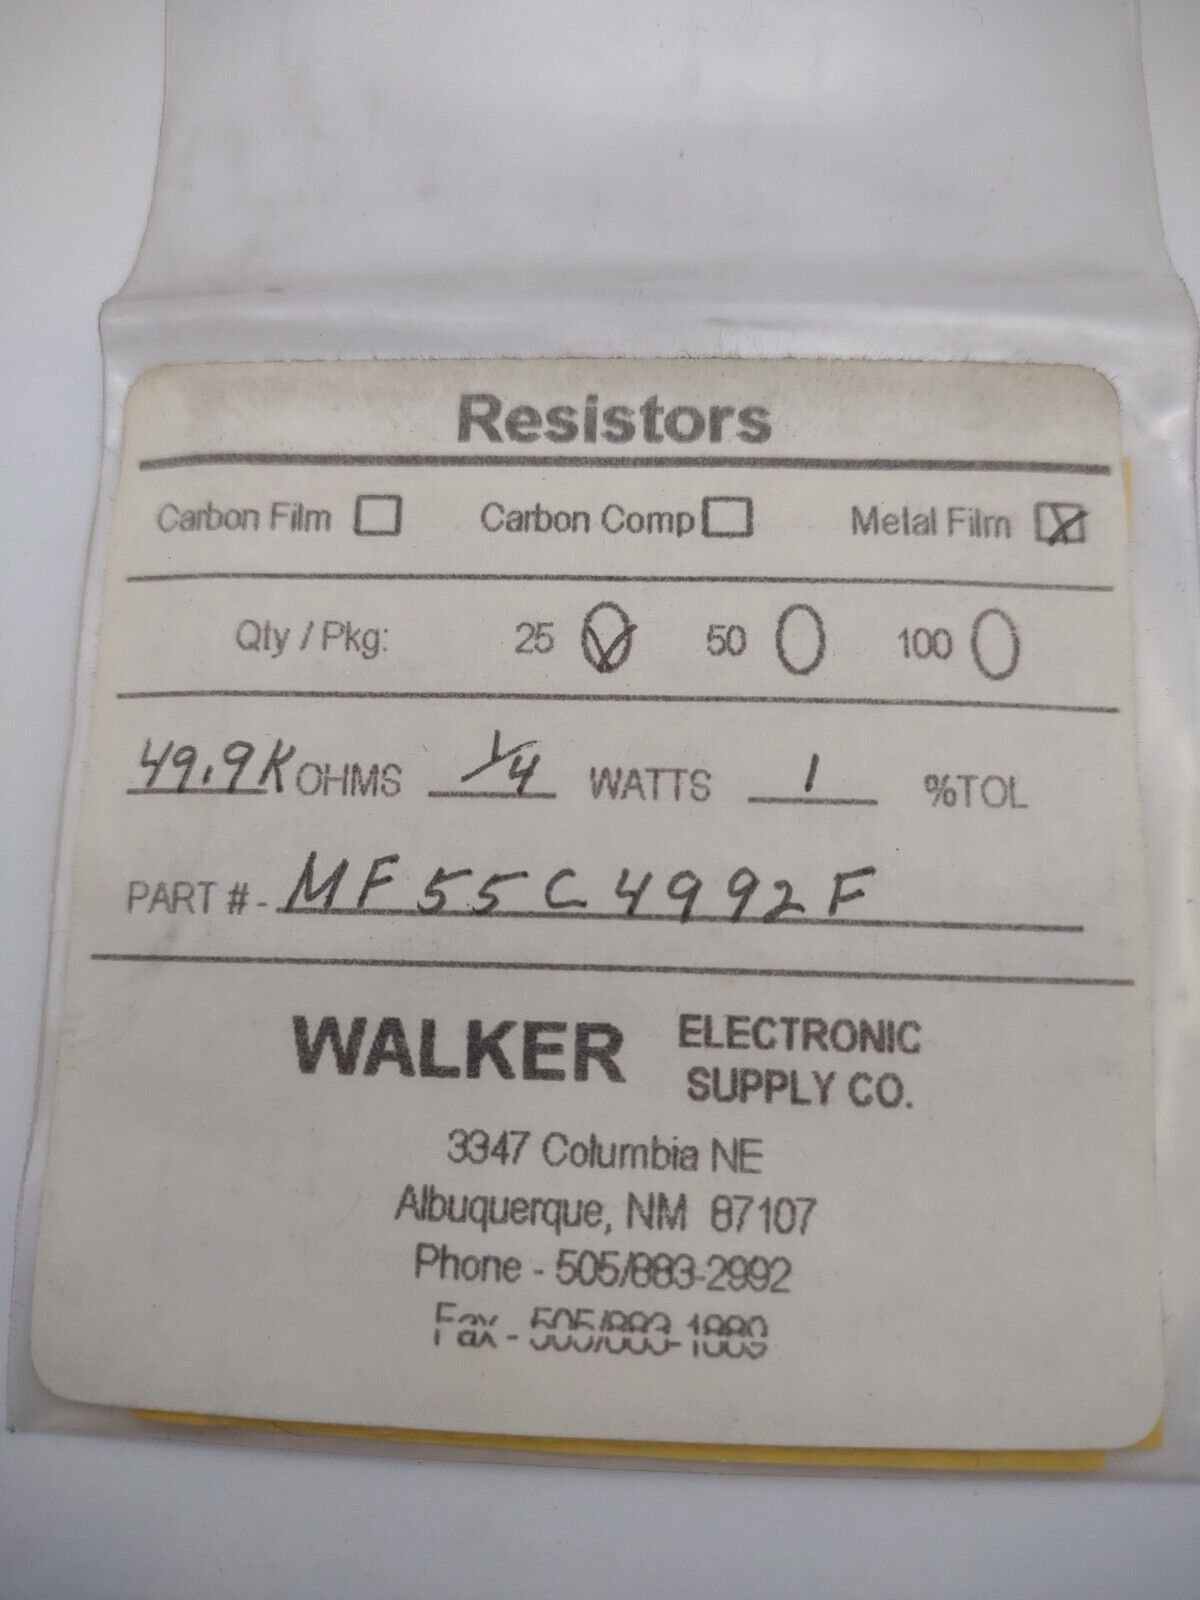 Resistors
Carbon Film Carbon Comp Metal Film
Qty / Pkg: 25 50 100
49.9K OHMS 1/4 WATTS 1 %TOL
PART #- MF55C4992F
WALKER ELECTRONIC
SUPPLY CO.
3347 Columbia NE
Albuquerque, NM 87107
Phone - 505/883-2992
Fax -